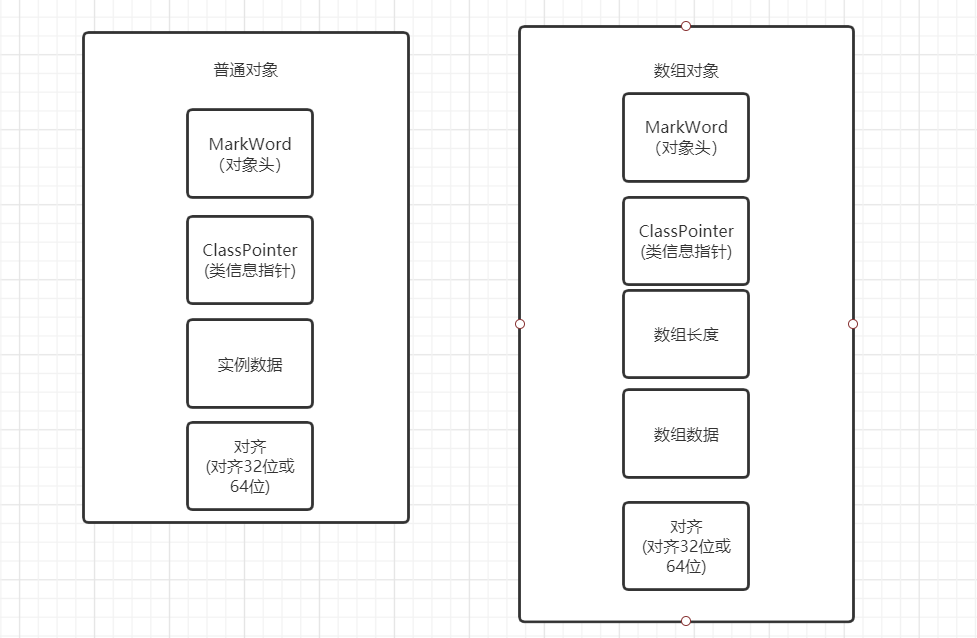 普通对象
MarkWord
（对象头）
ClassPointer
(类信息指针)
实例数据
对齐
(对齐32位或
64位)
数组对象
MarkWord
（对象头）
ClassPointer
(类信息指针)
数组长度
数组数据
对齐
(对齐32位或
64位)